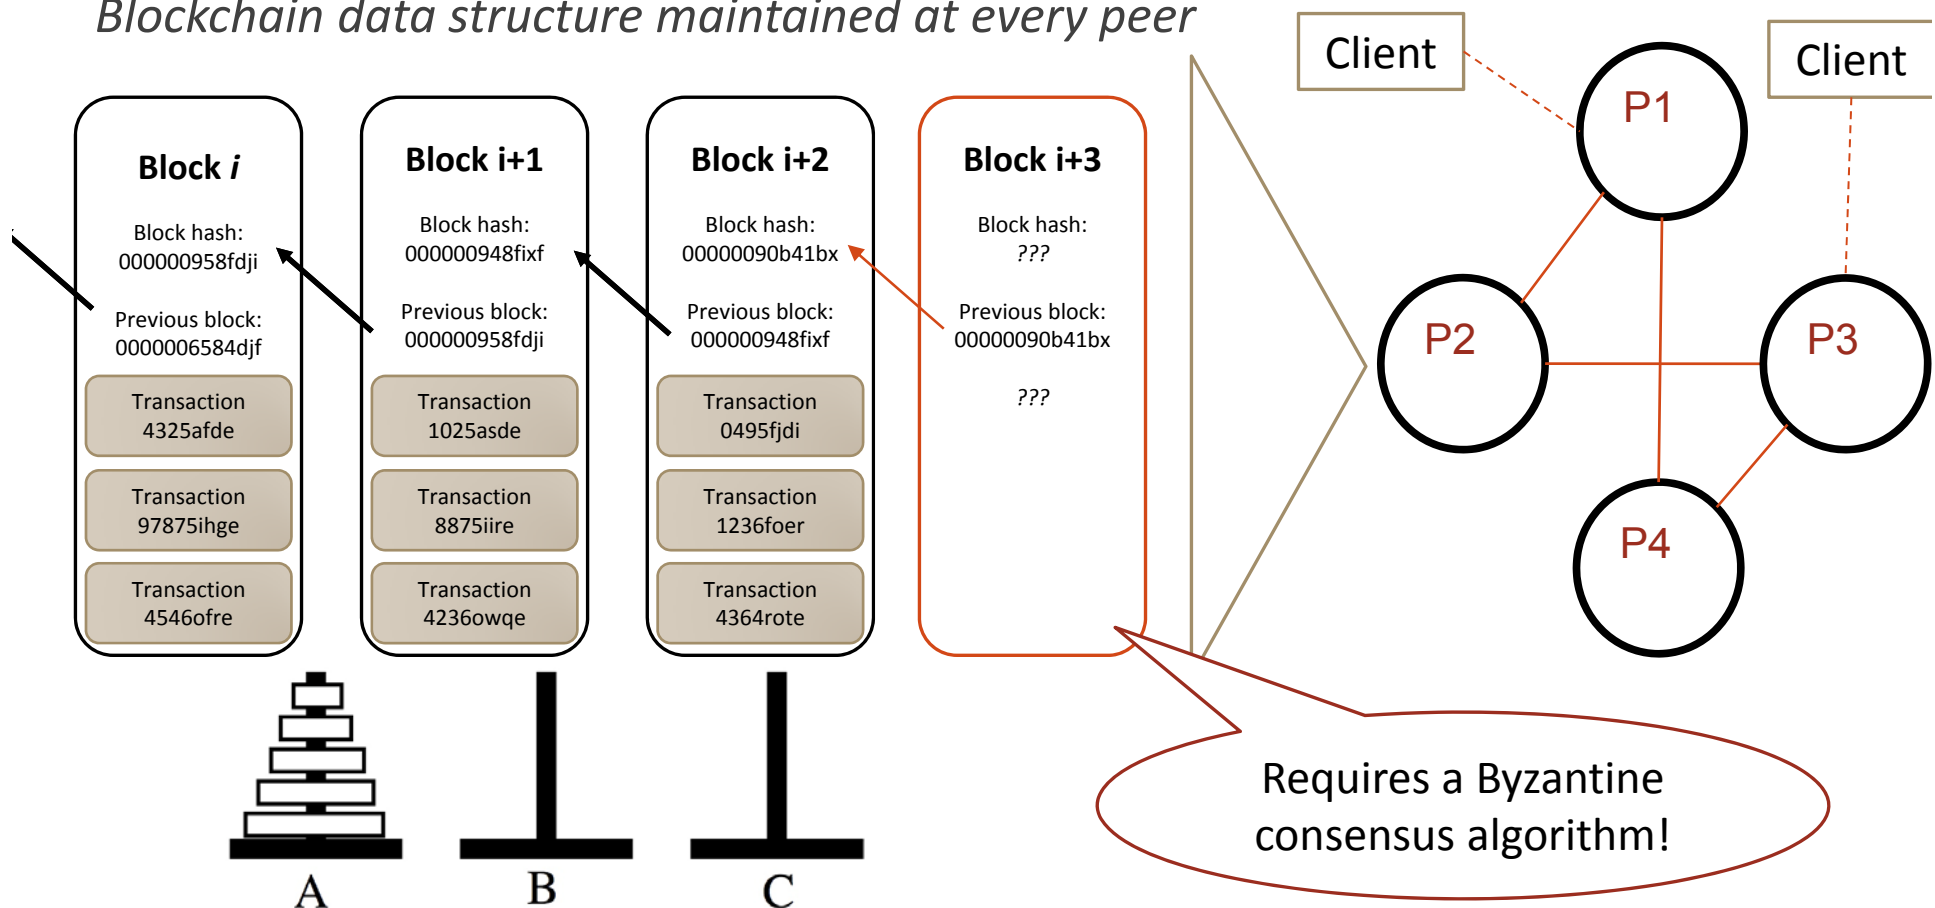 Blockchain data structure maintained at every peer
Block i
Block hash:
000000958fdji
Previous block:
0000006584djf
Transaction
4325afde
Transaction
97875ihge
Transaction
4546ofre
Block i+1
Block hash:
000000948fixf
Previous block:
000000958fdji
Transaction
1025asde
Transaction
8875iire
Transaction
4236owqe
Block i+2
Block hash:
00000090b41bx
Previous block:
000000948fixf
Transaction
0495fjdi
Transaction
1236foer
Transaction
4364rote
Block i+3
Block hash:
???
Previous block:
00000090b41bx
???
Client
Client
P1
P2
P3
P4
Requires a Byzantine
consensus algorithm!
A
B
C